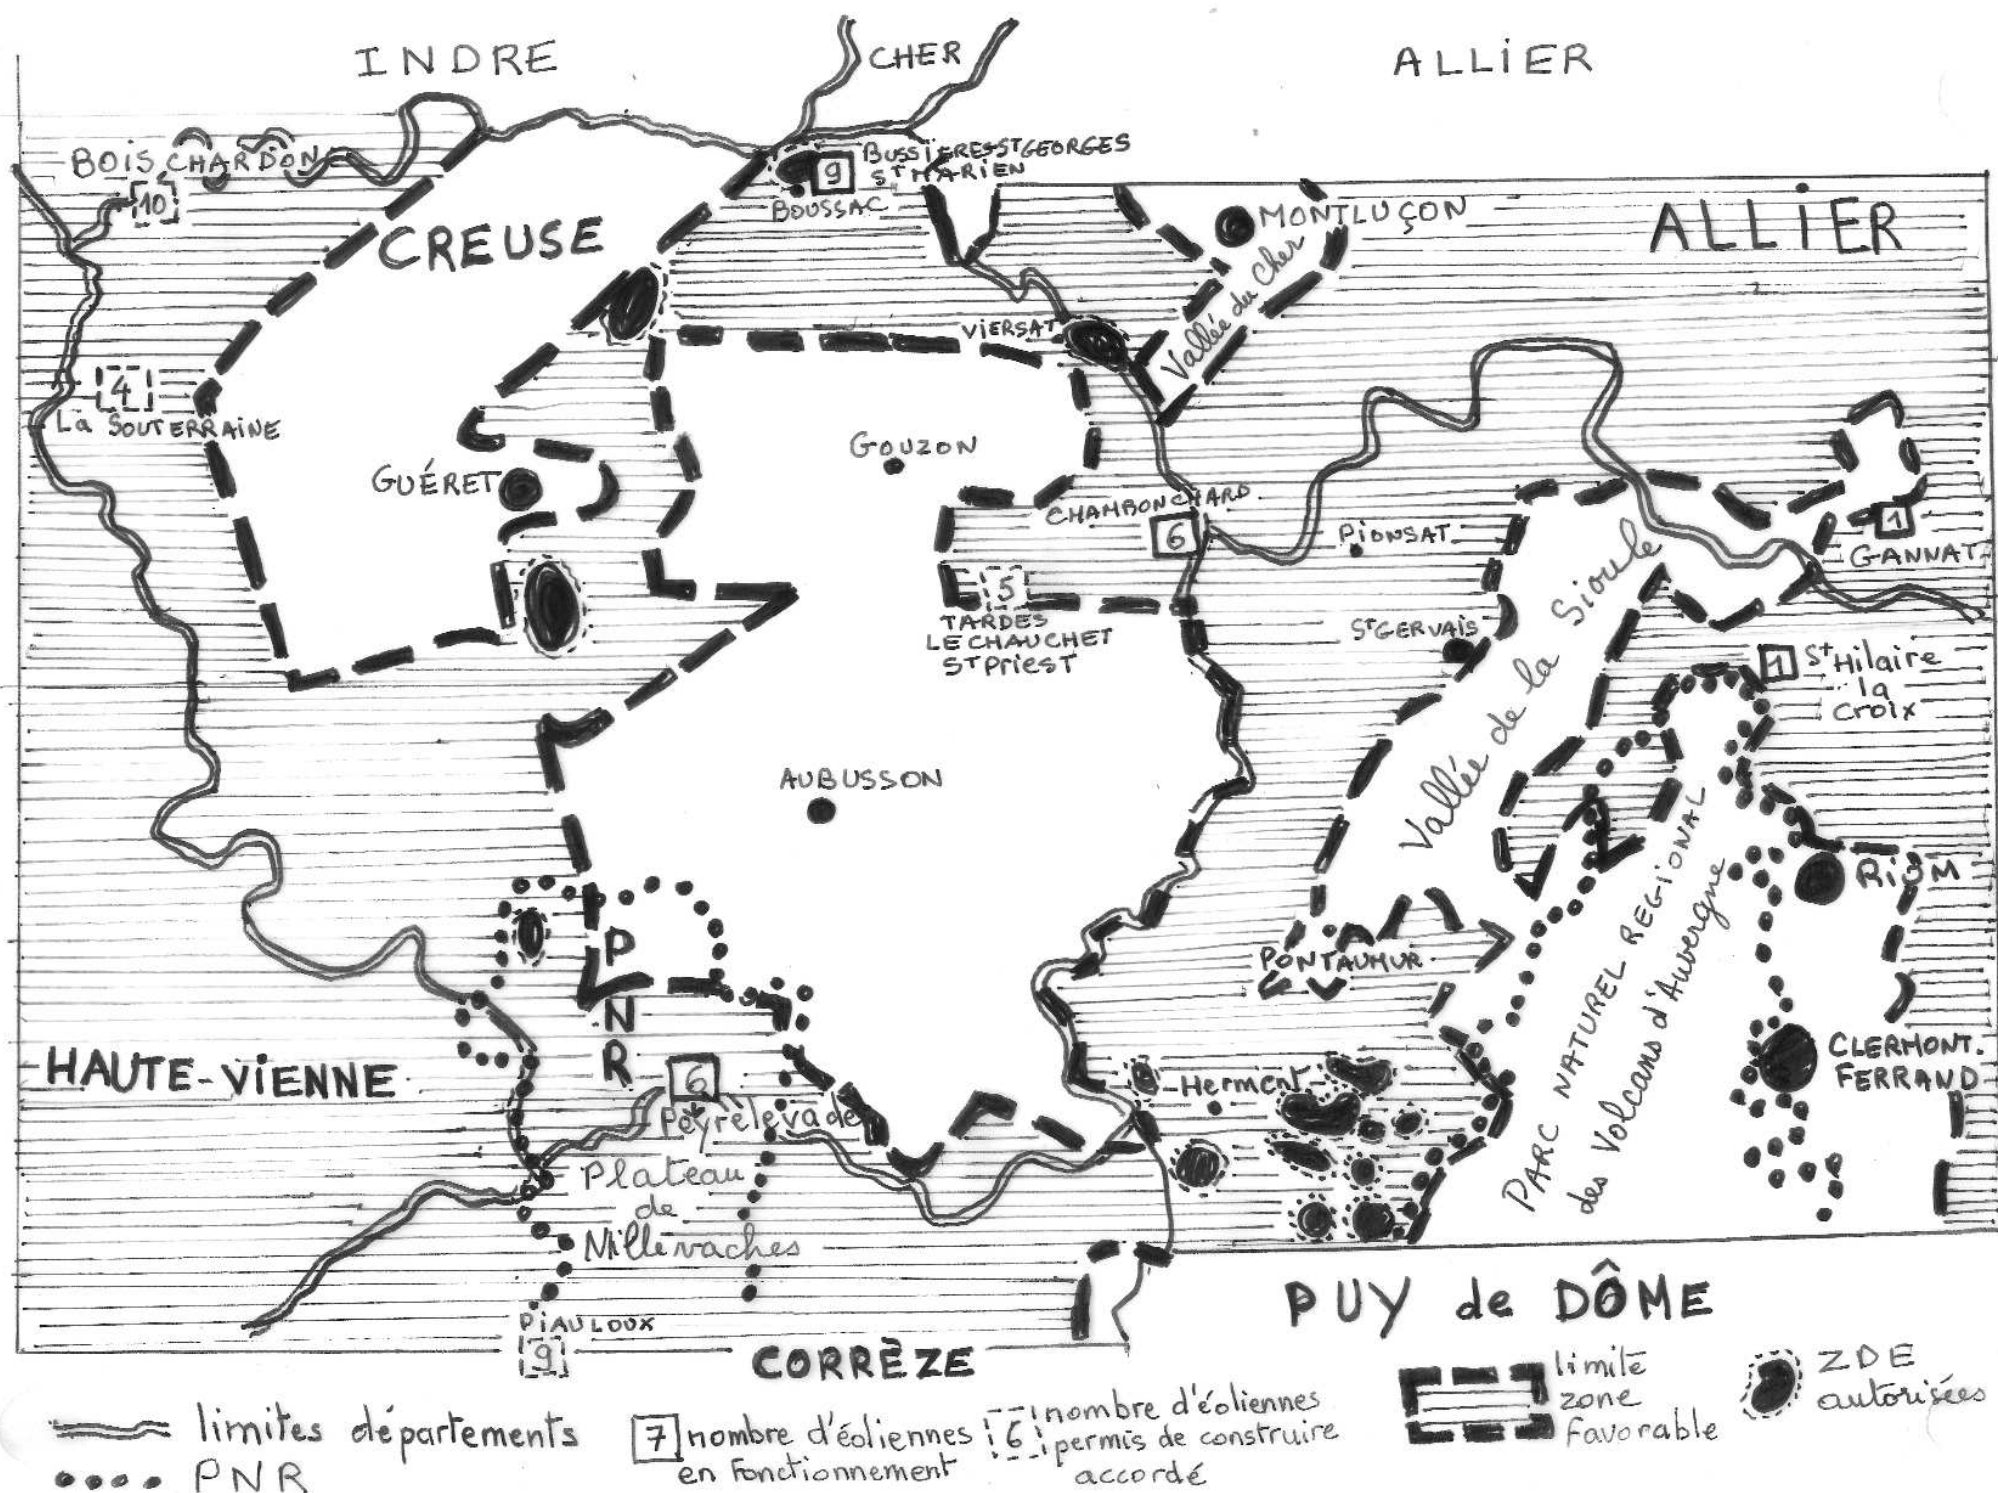 INDRE
CHER
ALLIER
BOIS CHARDON
10
9
BUSSIERES ST GEORGES
ST MARIEN
BOUSSAC
CREUSE
MONTLUÇON
ALLIER
Vallée du Cher
VIERSAT
4
La SOUTERRAINE
GOUZON
GUÉRET
CHAMBONCHARD
6
PIONSAT
1
GANNAT
5
TARDES
LE CHAUCHET
ST PRIEST
ST GERVAIS
Vallée de la Sioule
1
St Hilaire
la
Croix
AUBUSSON
RIOM
PNR
PONTAUMUR
PARC NATUREL REGIONAL
des Volcans d'Auvergne
HAUTE-VIENNE
6
Peyrelevade
Herment
CLERMONT.
FERRAND
Plateau
de
Millevaches
PIAULOUX
9
CORRÈZE
PUY de DÔME
limites départements
PNR
7 nombre d'éoliennes
en fonctionnement
6 nombre d'éoliennes
permis de construire
accordé
limite
zone
favorable
ZDE
autorisées